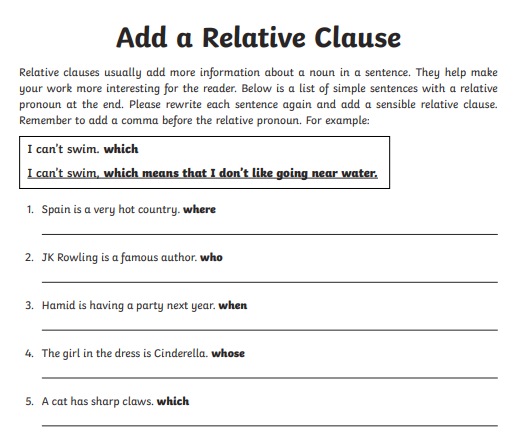 Add a Relative Clause
Relative clauses usually add more information about a noun in a sentence. They help make
your work more interesting for the reader. Below is a list of simple sentences with a relative
pronoun at the end. Please rewrite each sentence again and add a sensible relative clause.
Remember to add a comma before the relative pronoun. For example:
I can't swim. which
I can't swim, which means that I don't like going near water.
1. Spain is a very hot country. where
2. JK Rowling is a famous author. who
3. Hamid is having a party next year. when
4. The girl in the dress is Cinderella. whose
5. A cat has sharp claws. which